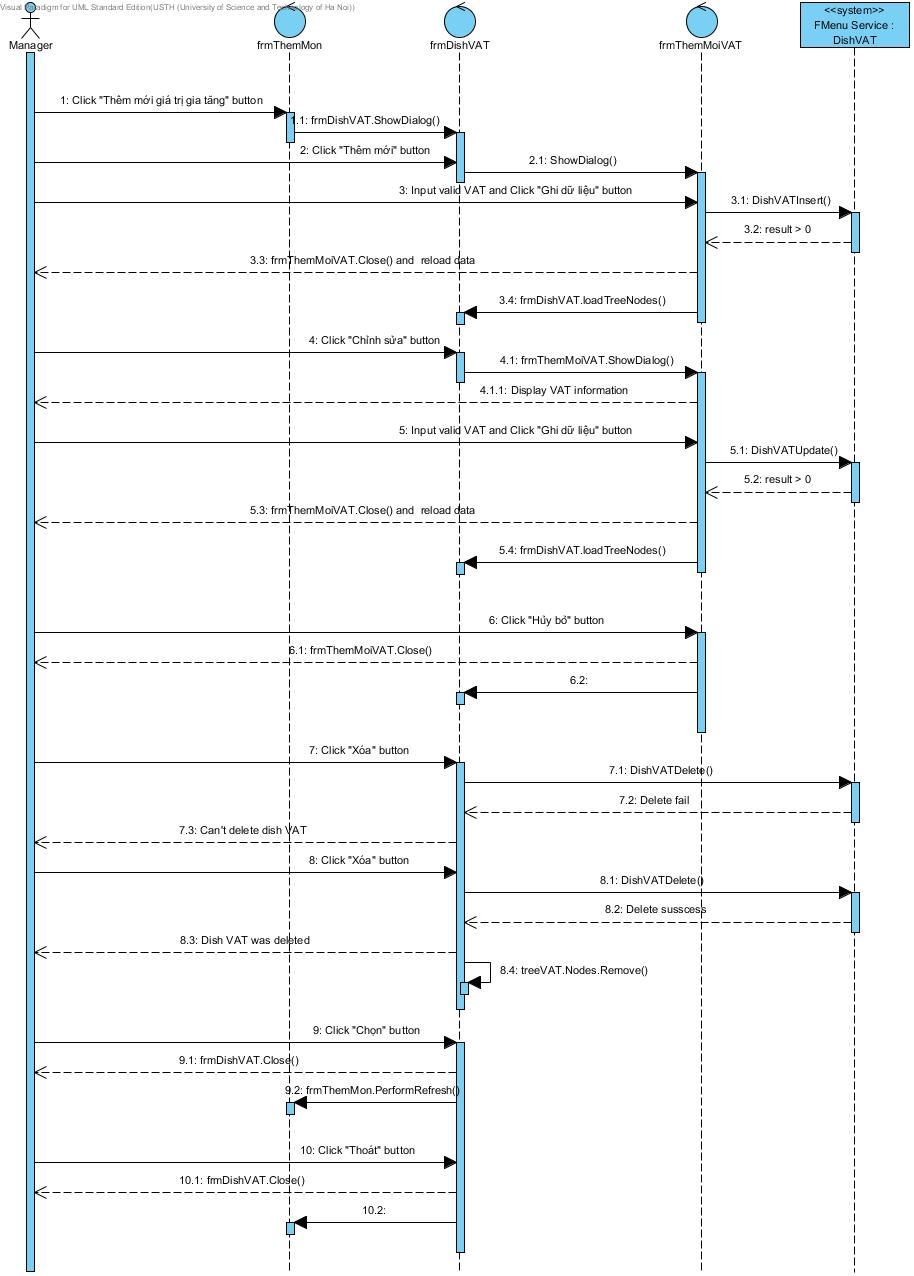 Visual Paradigm for UML Standard Edition(USTH (University of Science and Technology of Ha Noi))
Manager
frmThemMon
frmDishVAT
frmThemMoiVAT
<<system>>
FMenu Service :
DishVAT
1: Click "Thêm mới giá trị gia tăng" button
1.1: frmDishVAT.ShowDialog()
2: Click "Thêm mới" button
2.1: ShowDialog()
3: Input valid VAT and Click "Ghi dữ liệu" button
3.1: DishVATInsert()
3.2: result > 0
3.3: frmThemMoiVAT.Close() and  reload data
3.4: frmDishVAT.loadTreeNodes()
4: Click "Chỉnh sửa" button
4.1: frmThemMoiVAT.ShowDialog()
4.1.1: Display VAT information
5: Input valid VAT and Click "Ghi dữ liệu" button
5.1: DishVATUpdate()
5.2: result > 0
5.3: frmThemMoiVAT.Close() and  reload data
5.4: frmDishVAT.loadTreeNodes()
6: Click "Hủy bỏ" button
6.1: frmThemMoiVAT.Close()
6.2:
7: Click "Xóa" button
7.1: DishVATDelete()
7.2: Delete fail
7.3: Can't delete dish VAT
8: Click "Xóa" button
8.1: DishVATDelete()
8.2: Delete susscess
8.3: Dish VAT was deleted
8.4: treeVAT.Nodes.Remove()
9: Click "Chọn" button
9.1: frmDishVAT.Close()
9.2: frmThemMon.PerformRefresh()
10: Click "Thoát" button
10.1: frmDishVAT.Close()
10.2: